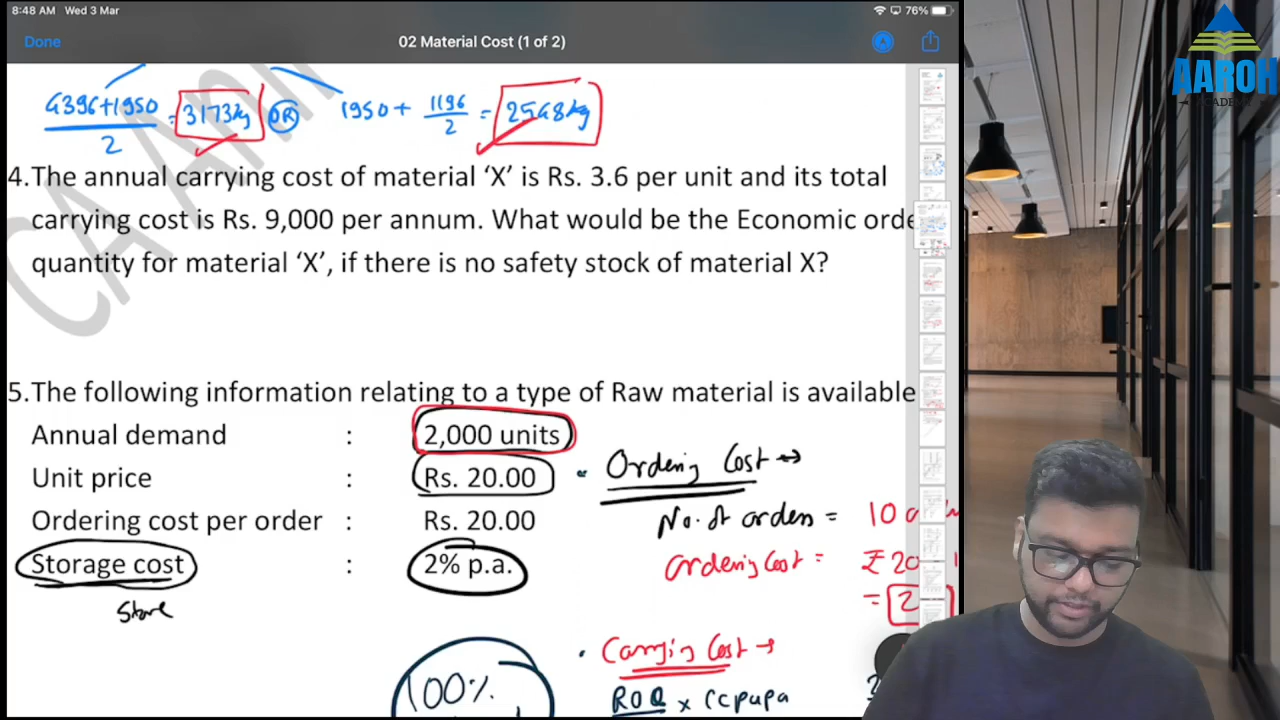 8:48 AM Wed 3 Mar
76%
Done
02 Material Cost (1 of 2)
AAROH
ACADEMY
4396+1950 / 2 = 3173kg OR 1950 + 1196 / 2 = 2548kg
CA
4.The annual carrying cost of material ‘X’ is Rs. 3.6 per unit and its total
carrying cost is Rs. 9,000 per annum. What would be the Economic orde
quantity for material ‘X’, if there is no safety stock of material X?
5.The following information relating to a type of Raw material is available
Annual demand : 2,000 units
Unit price : Rs. 20.00
Ordering cost per order : Rs. 20.00
Storage cost : 2% p.a.
Store
Ordering Cost →
No. of orders = 10
Ordering Cost = ₹20
= 2
Carrying Cost →
ROQ x CCpupa
100%